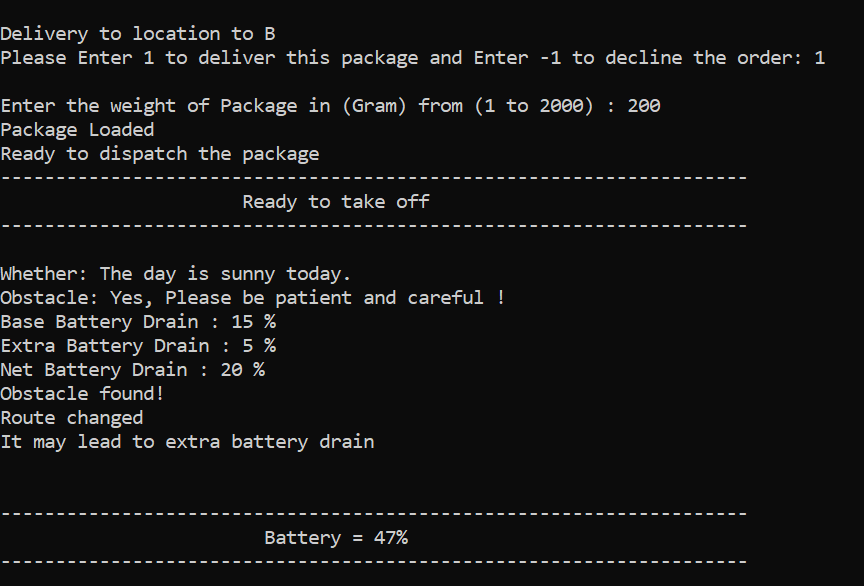 Delivery to location to B
Please Enter 1 to deliver this package and Enter -1 to decline the order: 1
Enter the weight of Package in (Gram) from (1 to 2000) : 200
Package Loaded
Ready to dispatch the package
--------------------------------------------------------------------
Ready to take off
--------------------------------------------------------------------
Whether: The day is sunny today.
Obstacle: Yes, Please be patient and careful !
Base Battery Drain : 15 %
Extra Battery Drain : 5 %
Net Battery Drain : 20 %
Obstacle found!
Route changed
It may lead to extra battery drain
--------------------------------------------------------------------
Battery = 47%
--------------------------------------------------------------------